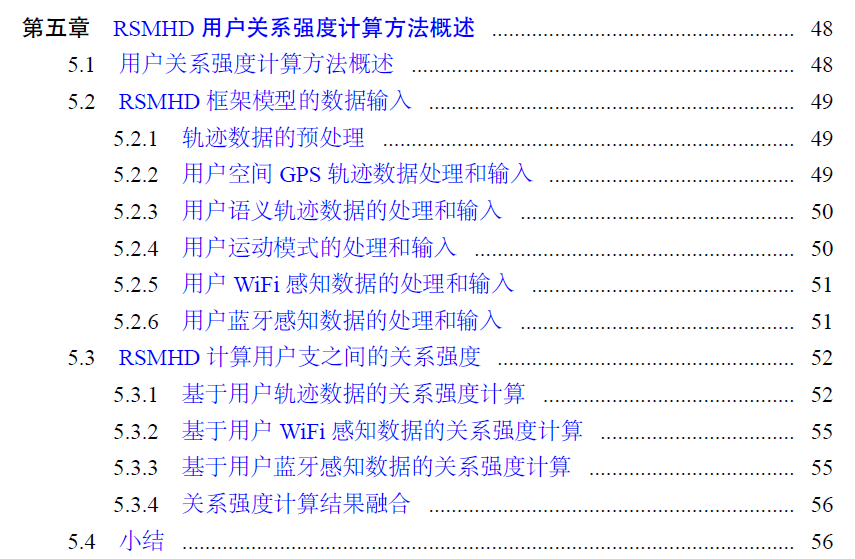 第五章 RSMHD 用户关系强度计算方法概述 ................ 48
5.1 用户关系强度计算方法概述 ................ 48
5.2 RSMHD 框架模型的数据输入 ................ 49
5.2.1 轨迹数据的预处理 ................ 49
5.2.2 用户空间 GPS 轨迹数据处理和输入 ................ 49
5.2.3 用户语义轨迹数据的处理和输入 ................ 50
5.2.4 用户运动模式的处理和输入 ................ 50
5.2.5 用户 WiFi 感知数据的处理和输入 ................ 51
5.2.6 用户蓝牙感知数据的处理和输入 ................ 51
5.3 RSMHD 计算用户支之间的关系强度 ................ 52
5.3.1 基于用户轨迹数据的关系强度计算 ................ 52
5.3.2 基于用户 WiFi 感知数据的关系强度计算 ................ 55
5.3.3 基于用户蓝牙感知数据的关系强度计算 ................ 55
5.3.4 关系强度计算结果融合 ................ 56
5.4 小结 ................ 56